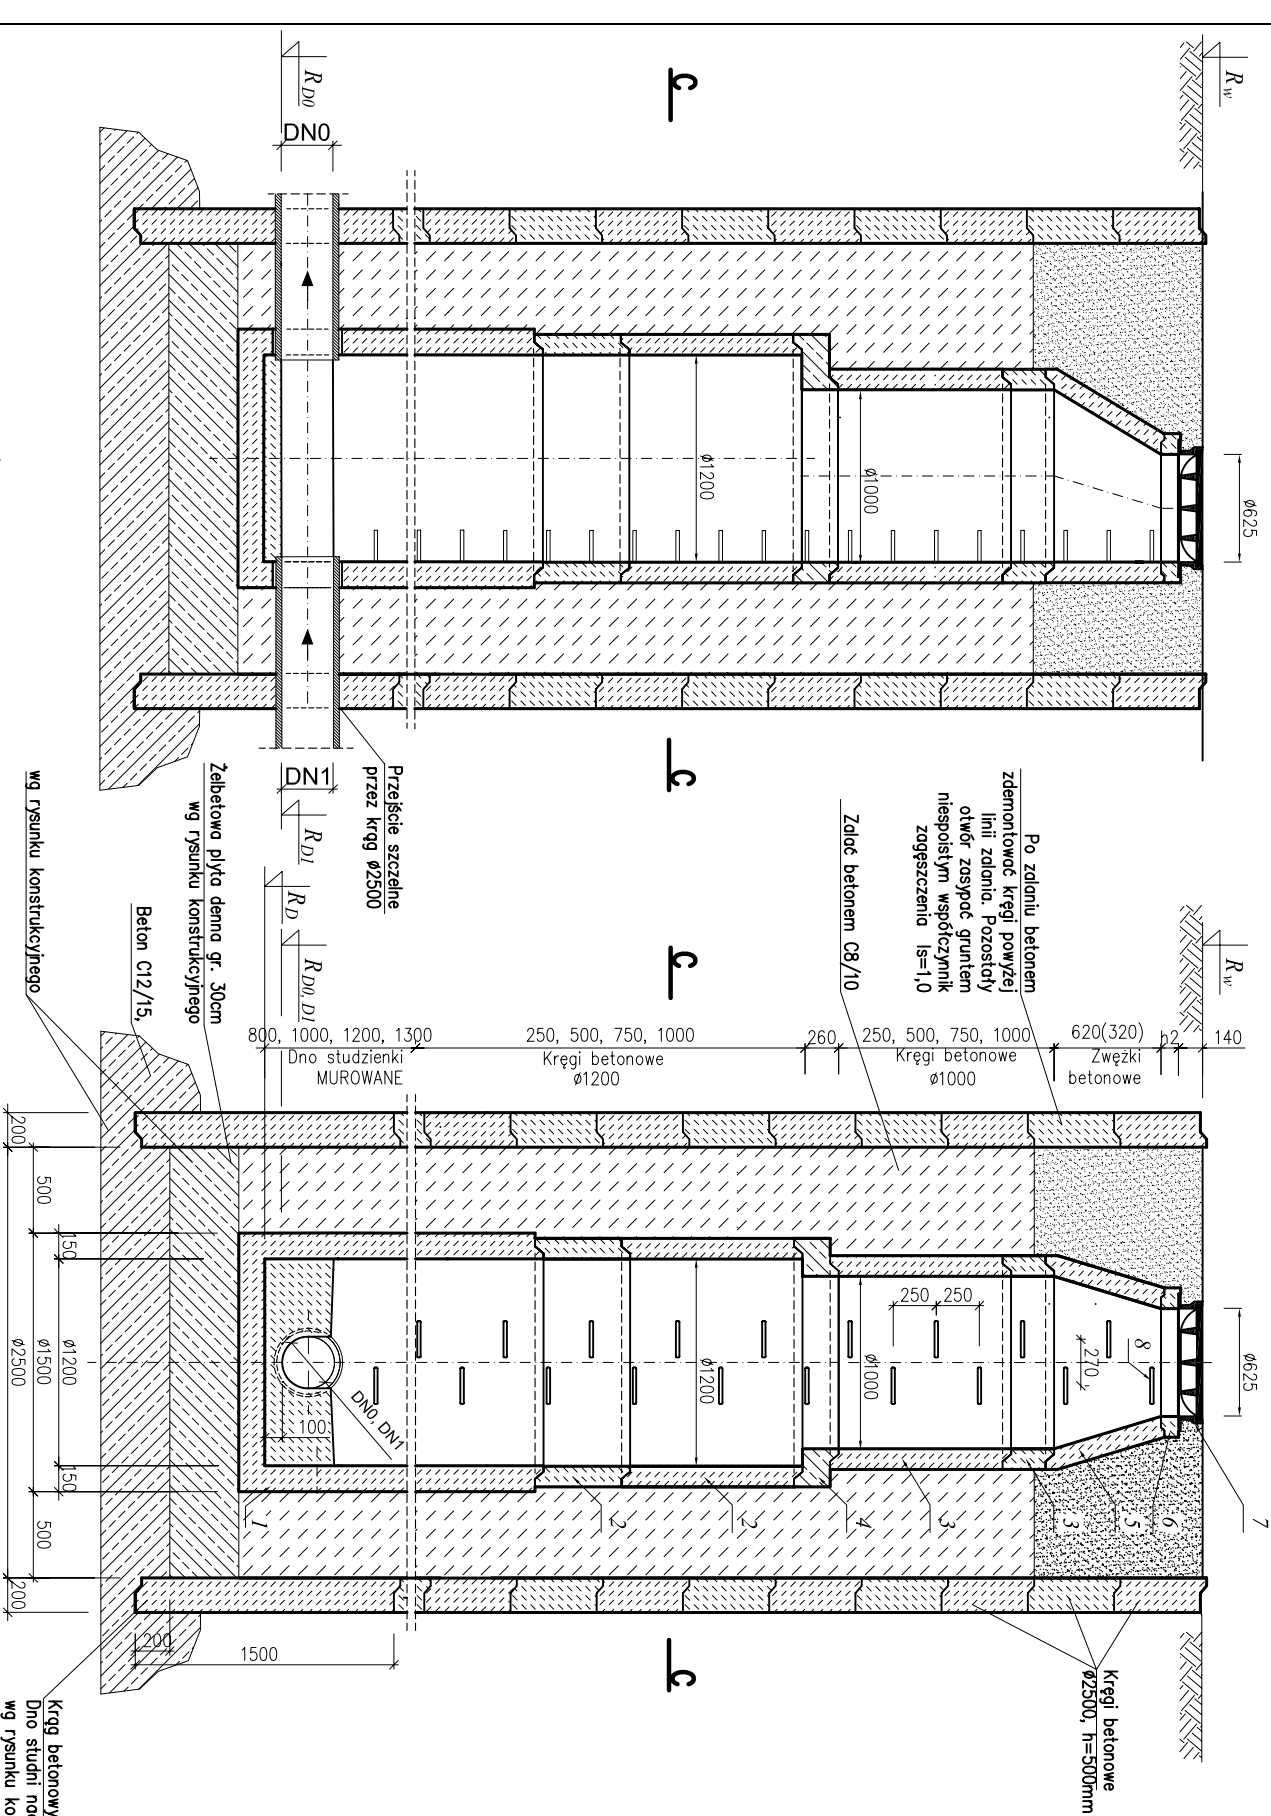 R_W
ø625
C
C
R_D0
DN0
ø1000
ø1200
DN1
R_D1
Przejście szczelne
przez krąg ø2500
Po zalaniu betonem
zdemontować kręgi powyżej
linii zalania. Pozostały
otwór zasypać gruntem
niespoistym współczynnik
zagęszczenia Is=1,0
Zalać betonem C8/10
Żelbetowa płyta denna gr. 30cm
wg rysunku konstrukcyjnego
Beton C12/15,
wg rysunku konstrukcyjnego
R_W
R_D
R_D0,D1
C
C
140
h2
620(320)
Zwężki
betonowe
250, 500, 750, 1000
Kręgi betonowe
ø1000
260
250, 500, 750, 1000
Kręgi betonowe
ø1200
800, 1000, 1200, 1300
Dno studzienki
MUROWANE
ø625
7
8
6
5
270
3
250
250
ø1000
3
4
ø1200
2
2
DN0, DN1
100
1
Kręgi betonowe
ø2500, h=500mm
200
1500
150
ø1200
150
500
ø1500
500
200
ø2500
200
Krąg betonowy
Dno studni
wg rysunku